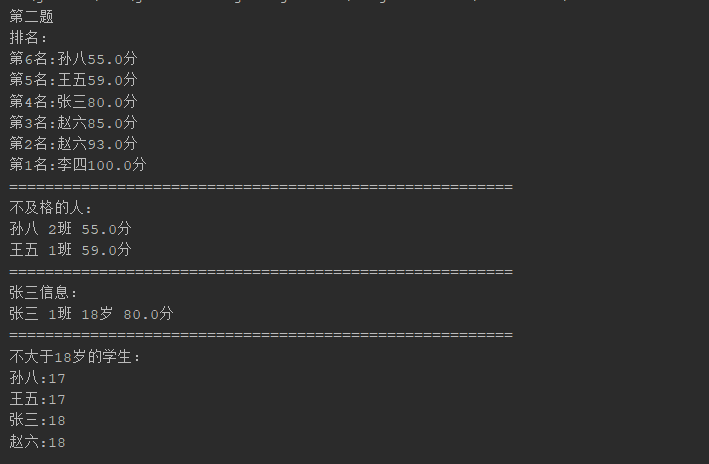 第二题
排名:
第6名:孙八55.0分
第5名:王五59.0分
第4名:张三80.0分
第3名:赵六85.0分
第2名:赵六93.0分
第1名:李四100.0分
========================================================
不及格的人:
孙八 2班 55.0分
王五 1班 59.0分
========================================================
张三信息:
张三 1班 18岁 80.0分
========================================================
不大于18岁的学生:
孙八:17
王五:17
张三:18
赵六:18